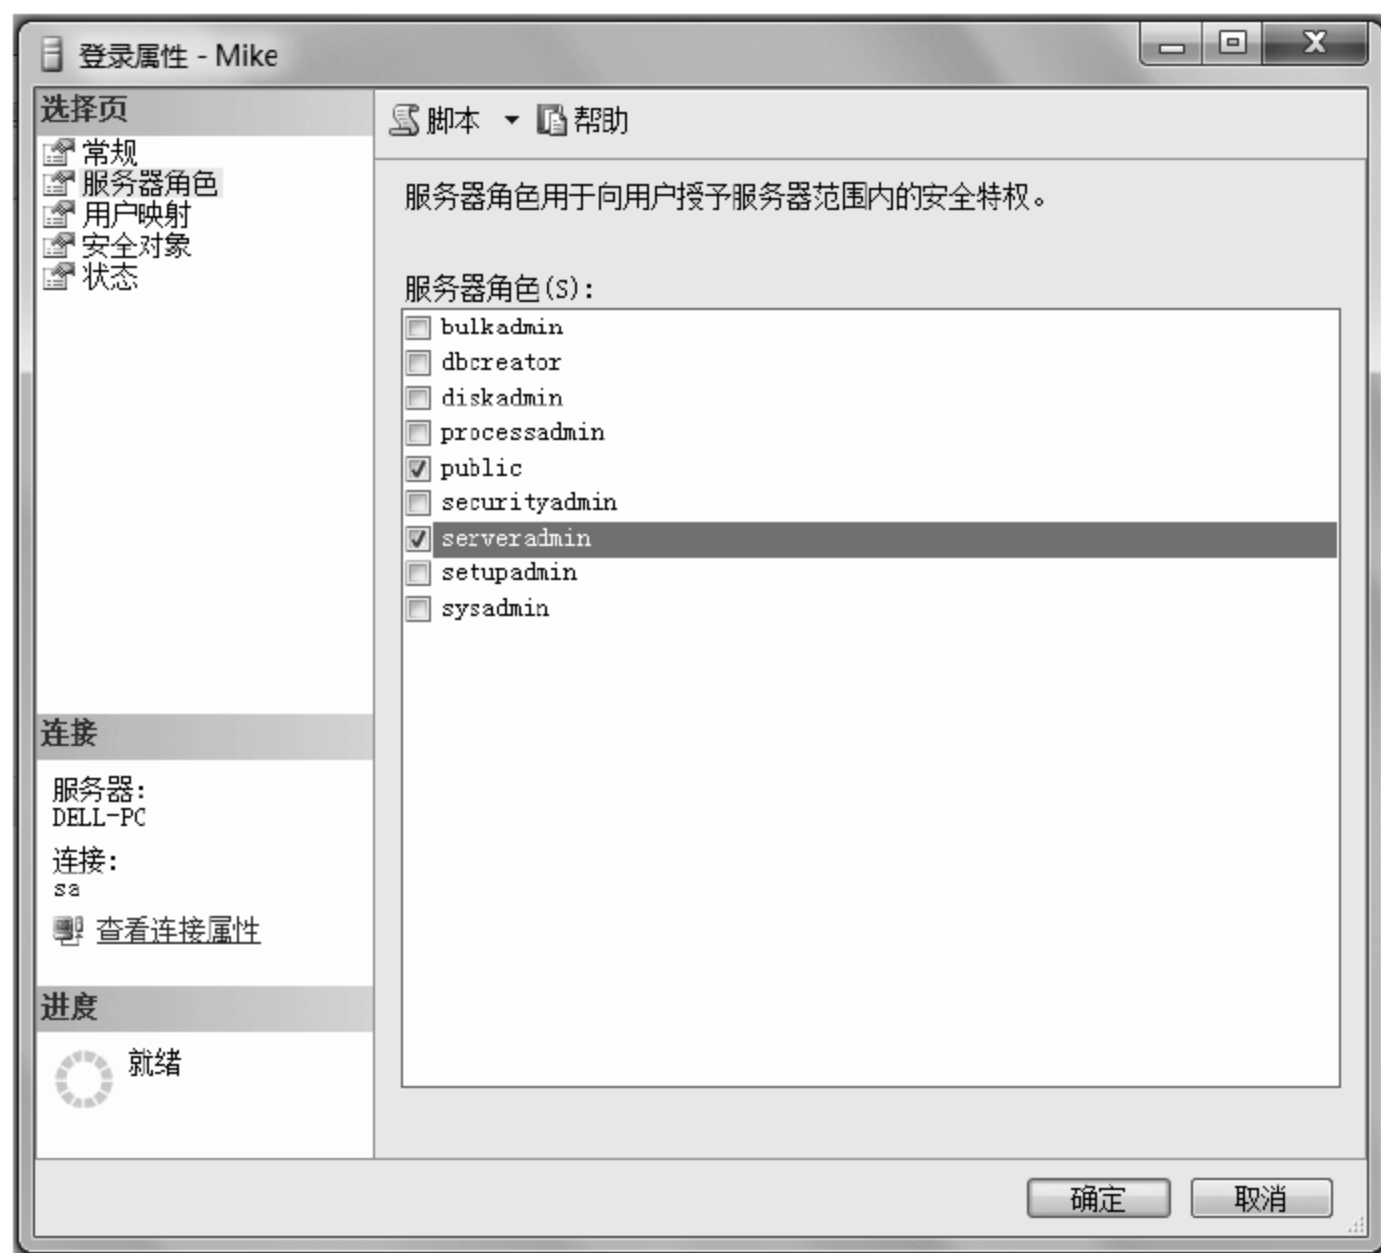 登录属性 - Mike
选择页
常规
服务器角色
用户映射
安全对象
状态
脚本 帮助
服务器角色用于向用户授予服务器范围内的安全特权。
服务器角色(S):
bulkadmin
dbcreator
diskadmin
processadmin
public
securityadmin
serveradmin
setupadmin
sysadmin
连接
服务器:
DELL-PC
连接:
sa
查看连接属性
进度
就绪
确定 取消